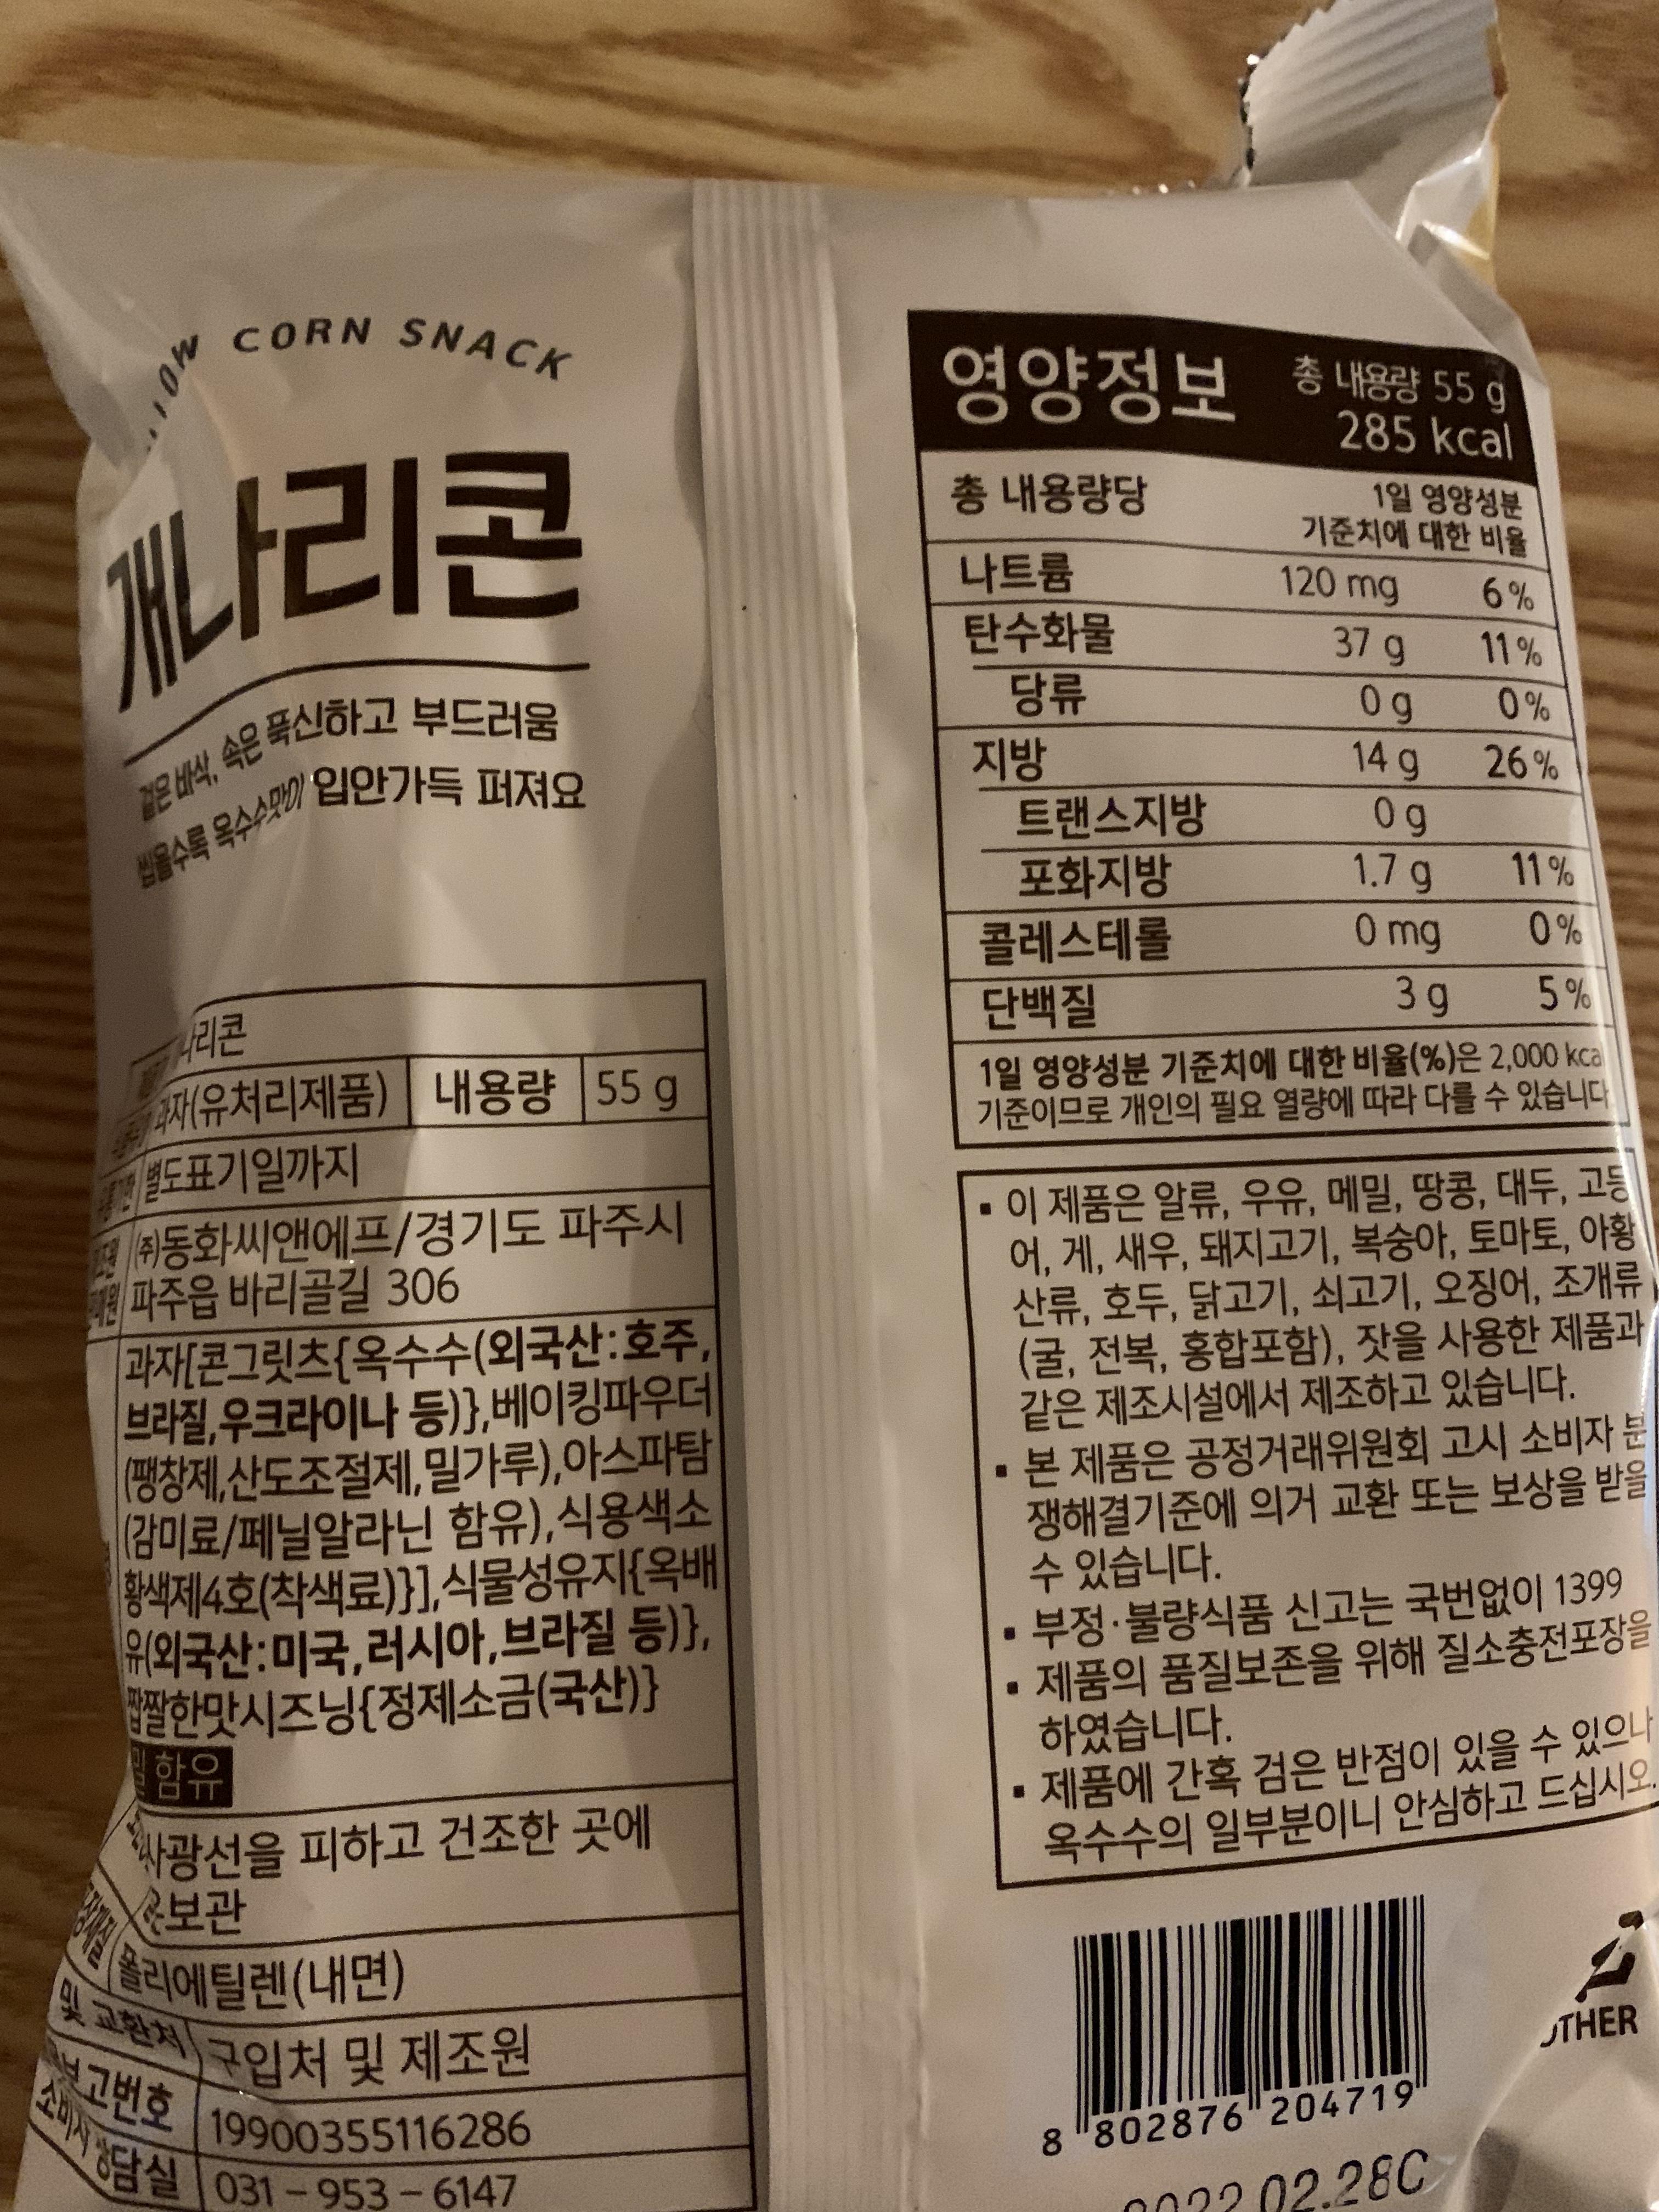 CORN SNACK
개나리콘
겉은 바삭, 속은 푹신하고 부드러움
씹을수록 옥수수맛이 입안가득 퍼져요
나리콘
과자(유처리제품) 내용량 55 g
별도표기일까지
㈜동화씨앤에프/경기도 파주시
파주읍 바리골길 306
과자[콘그릿츠{옥수수(외국산:호주,
브라질,우크라이나 등)},베이킹파우더
(팽창제,산도조절제,밀가루),아스파탐
(감미료/페닐알라닌 함유),식용색소
황색제4호(착색료)}],식물성유지{옥배
유(외국산:미국,러시아,브라질 등)},
짭짤한맛시즈닝{정제소금(국산)}
밀 함유
사광선을 피하고 건조한 곳에
보관
폴리에틸렌(내면)
및 교환처 구입처 및 제조원
고번호 19900355116286
소비자 상담실 031-953-6147
영양정보 총 내용량 55 g
285 kcal
총 내용량당 1일 영양성분
기준치에 대한 비율
나트륨 120 mg 6%
탄수화물 37 g 11%
당류 0 g 0%
지방 14 g 26%
트랜스지방 0 g
포화지방 1.7 g 11%
콜레스테롤 0 mg 0%
단백질 3 g 5%
1일 영양성분 기준치에 대한 비율(%)은 2,000 kca
기준이므로 개인의 필요 열량에 따라 다를 수 있습니다
▪ 이 제품은 알류, 우유, 메밀, 땅콩, 대두, 고등
어, 게, 새우, 돼지고기, 복숭아, 토마토, 아황
산류, 호두, 닭고기, 쇠고기, 오징어, 조개류
(굴, 전복, 홍합포함), 잣을 사용한 제품과
같은 제조시설에서 제조하고 있습니다.
▪ 본 제품은 공정거래위원회 고시 소비자 분
쟁해결기준에 의거 교환 또는 보상을 받을
수 있습니다.
▪ 부정·불량식품 신고는 국번없이 1399
▪ 제품의 품질보존을 위해 질소충전포장을
하였습니다.
▪ 제품에 간혹 검은 반점이 있을 수 있으나
옥수수의 일부분이니 안심하고 드십시오.
OTHER
8 802876 204719
2022.02.28C